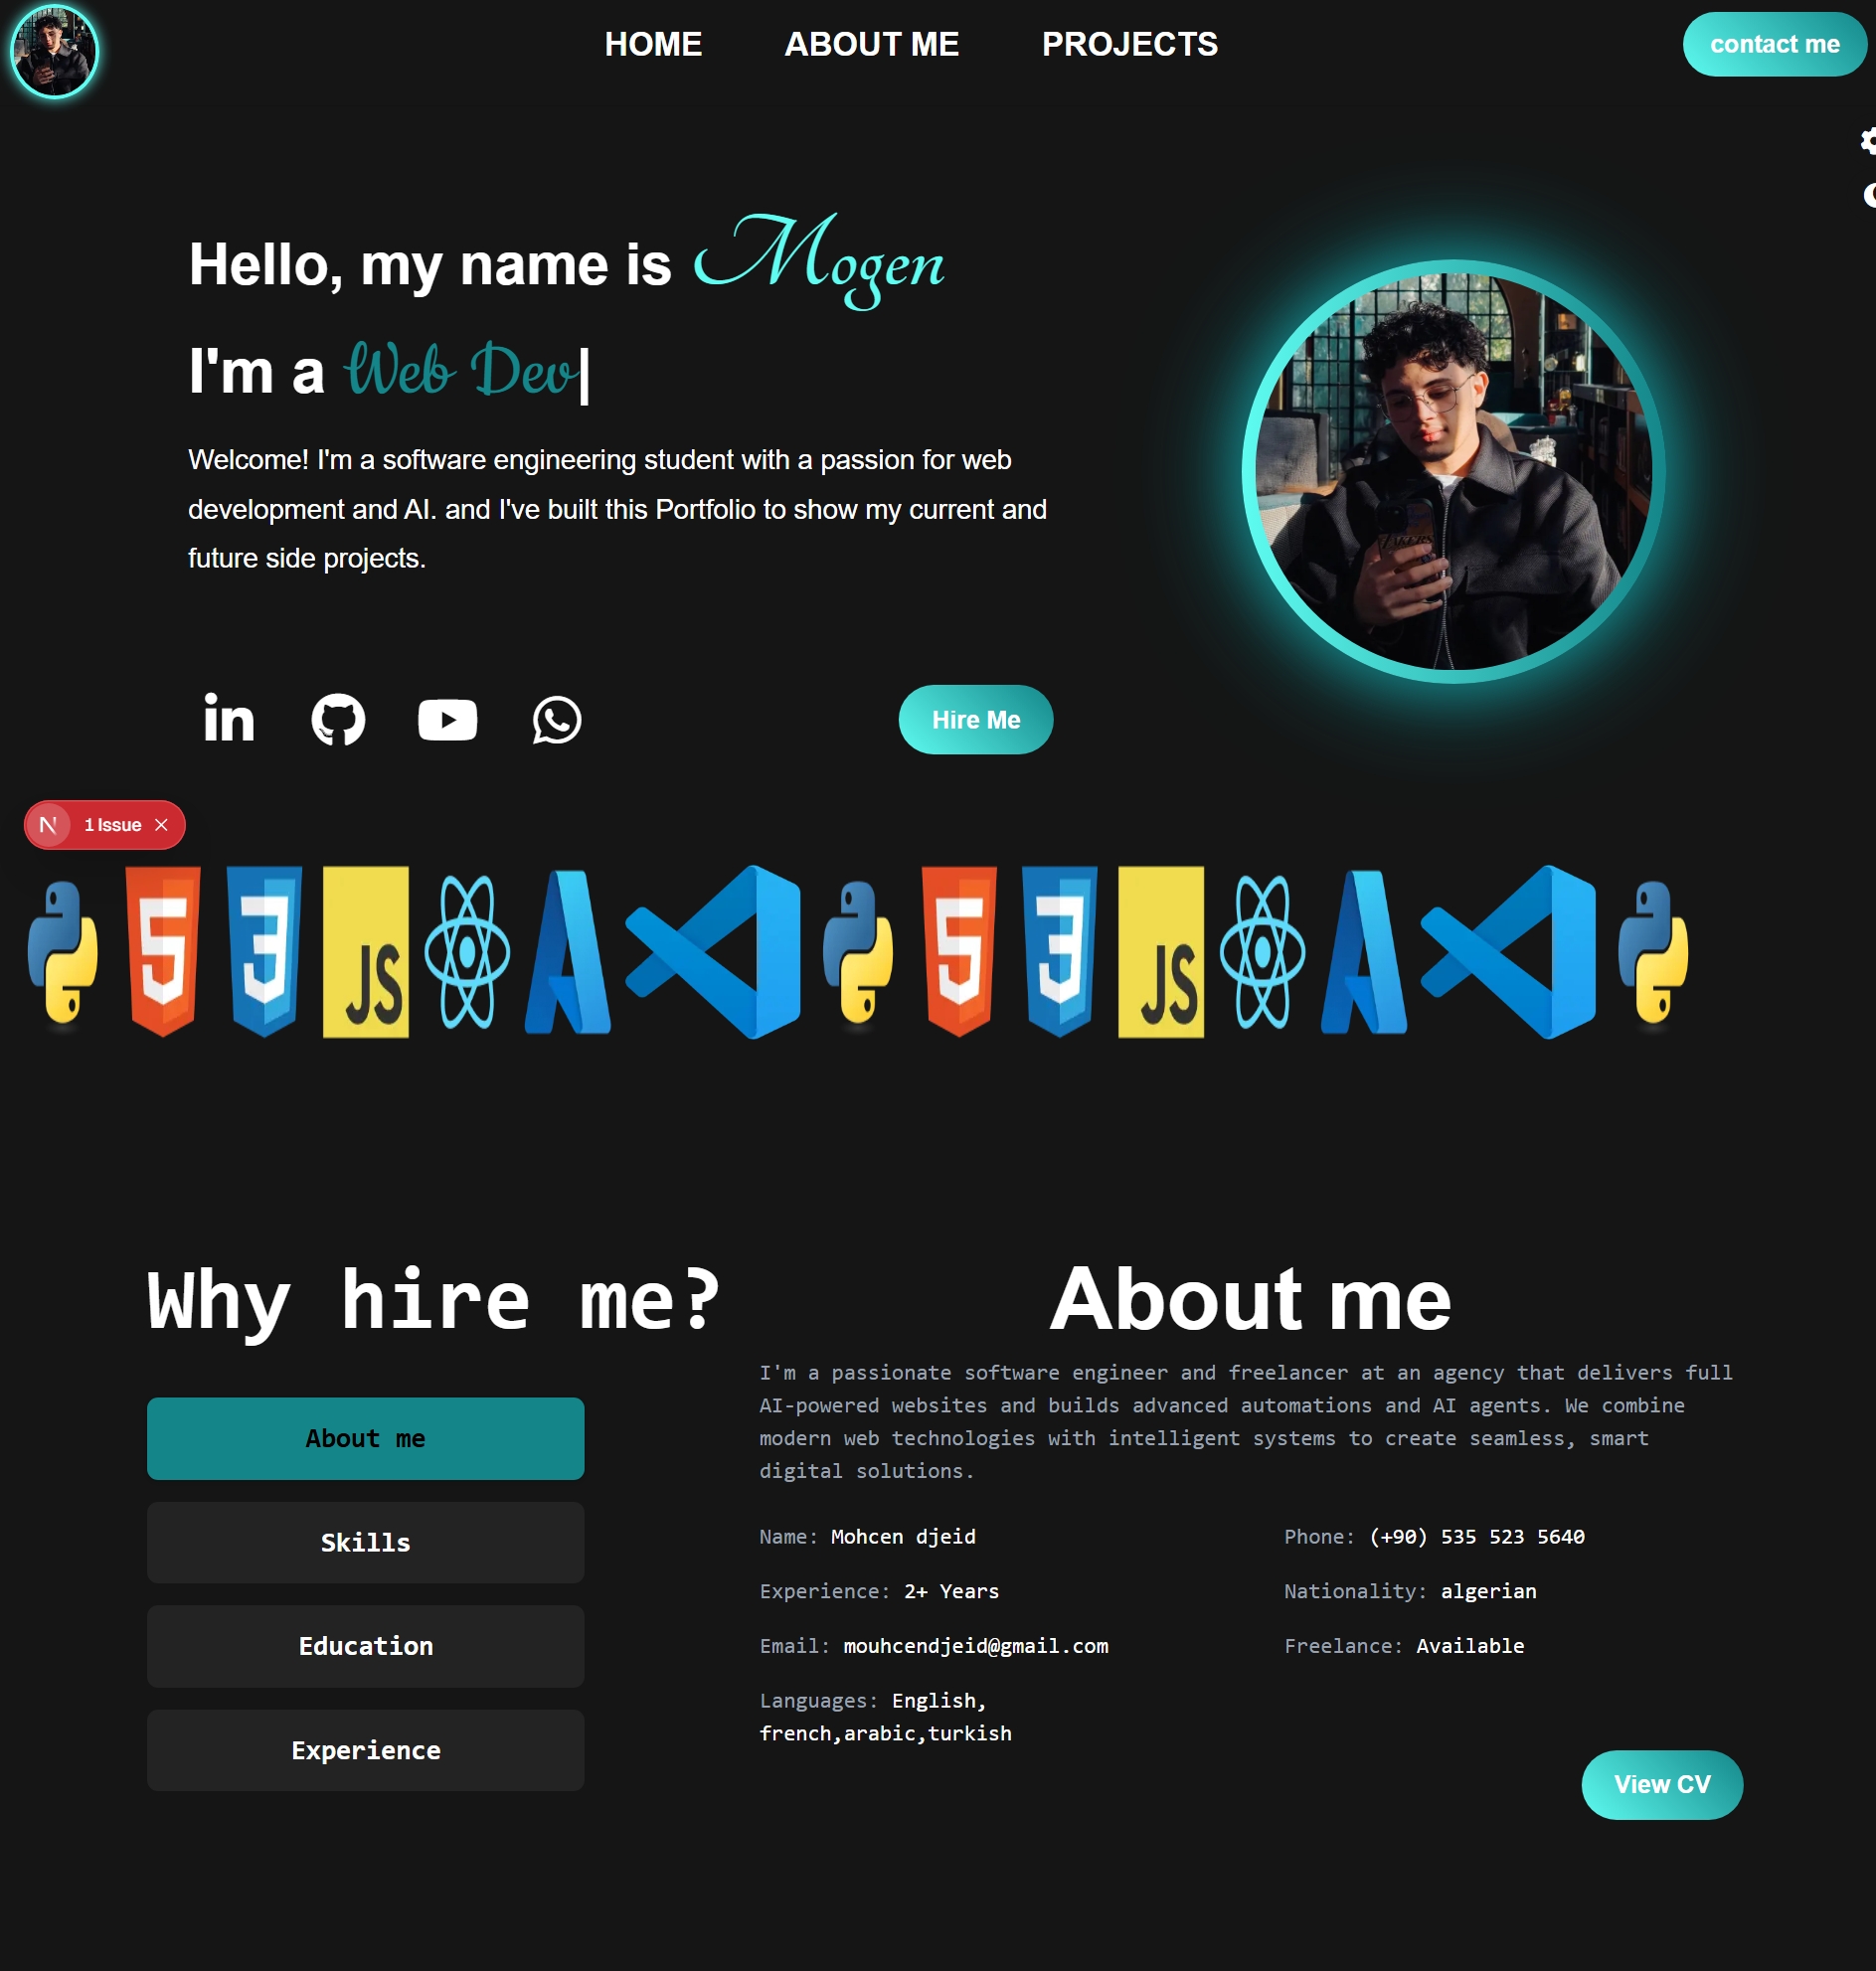 HOME ABOUT ME PROJECTS contact me
Hello, my name is Mogen
I'm a Web Dev|
Welcome! I'm a software engineering student with a passion for web
development and AI. and I've built this Portfolio to show my current and
future side projects.
in
Hire Me
N 1 Issue
5 3 JS 5 3 JS
Why hire me?
About me
Skills
Education
Experience
About me
I'm a passionate software engineer and freelancer at an agency that delivers full
AI-powered websites and builds advanced automations and AI agents. We combine
modern web technologies with intelligent systems to create seamless, smart
digital solutions.
Name: Mohcen djeid Phone: (+90) 535 523 5640
Experience: 2+ Years Nationality: algerian
Email: mouhcendjeid@gmail.com Freelance: Available
Languages: English,
french,arabic,turkish
View CV